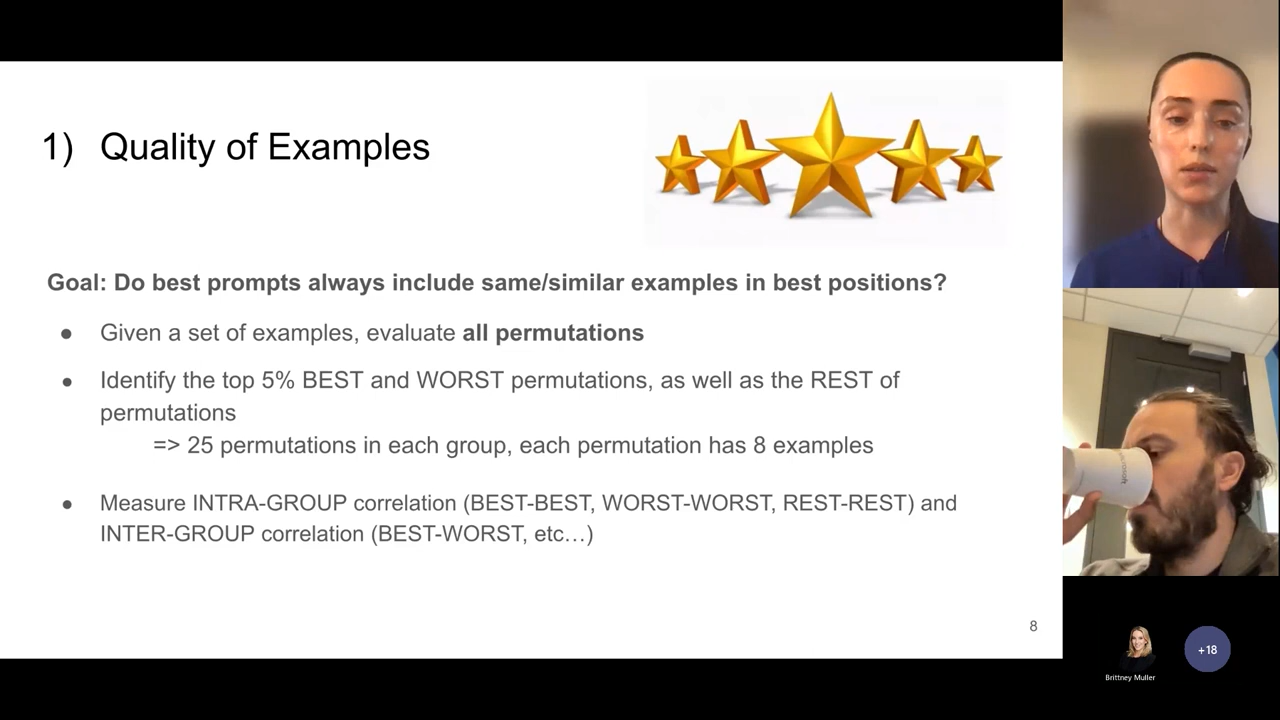 1) Quality of Examples
Goal: Do best prompts always include same/similar examples in best positions?
● Given a set of examples, evaluate all permutations
● Identify the top 5% BEST and WORST permutations, as well as the REST of
permutations
=> 25 permutations in each group, each permutation has 8 examples
● Measure INTRA-GROUP correlation (BEST-BEST, WORST-WORST, REST-REST) and
INTER-GROUP correlation (BEST-WORST, etc…)
8
+18
Brittney Muller